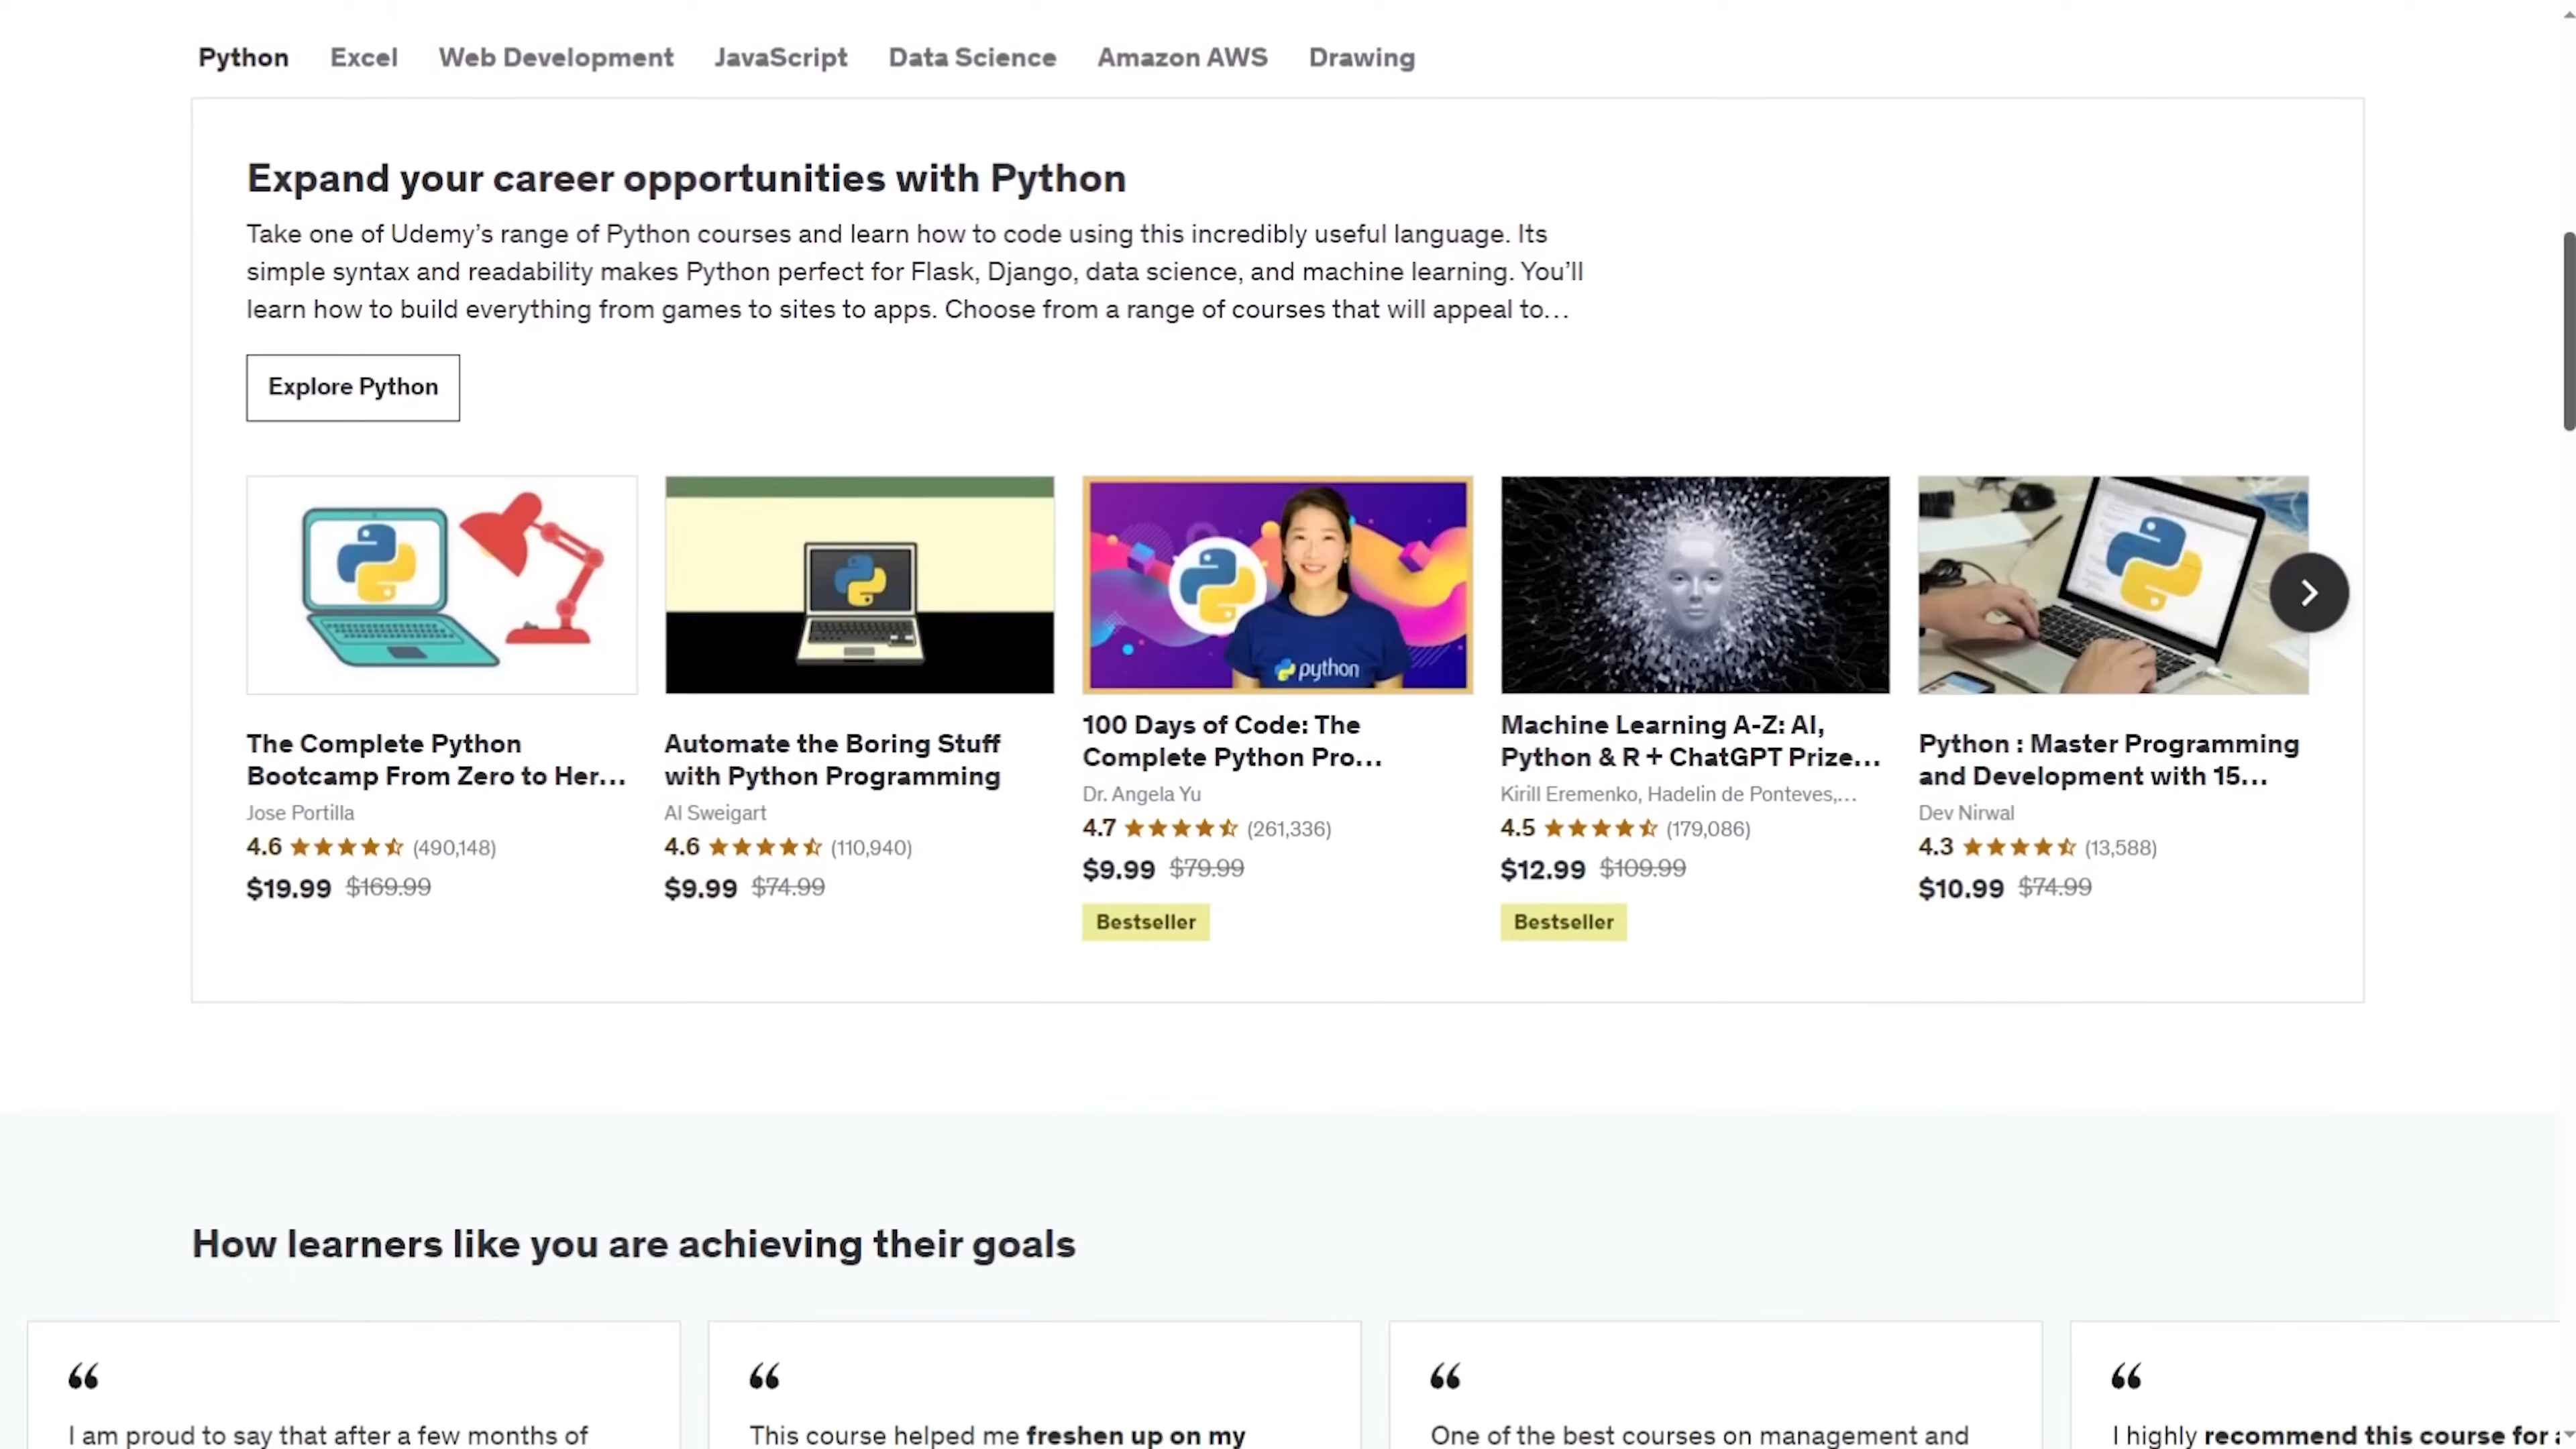 Python Excel Web Development JavaScript Data Science Amazon AWS Drawing
Expand your career opportunities with Python
Take one of Udemy’s range of Python courses and learn how to code using this incredibly useful language. Its
simple syntax and readability makes Python perfect for Flask, Django, data science, and machine learning. You’ll
learn how to build everything from games to sites to apps. Choose from a range of courses that will appeal to…
Explore Python
python
The Complete Python
Bootcamp From Zero to Her…
Jose Portilla
4.6 (490,148)
$19.99 $169.99
Automate the Boring Stuff
with Python Programming
Al Sweigart
4.6 (110,940)
$9.99 $74.99
100 Days of Code: The
Complete Python Pro…
Dr. Angela Yu
4.7 (261,336)
$9.99 $79.99
Bestseller
Machine Learning A-Z: AI,
Python & R + ChatGPT Prize…
Kirill Eremenko, Hadelin de Ponteves,…
4.5 (179,086)
$12.99 $109.99
Bestseller
Python : Master Programming
and Development with 15…
Dev Nirwal
4.3 (13,588)
$10.99 $74.99
How learners like you are achieving their goals
“
I am proud to say that after a few months of
“
This course helped me freshen up on my
“
One of the best courses on management and
“
I highly recommend this course for